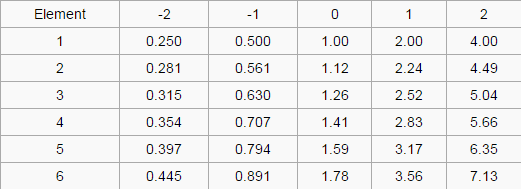 Element -2 -1 0 1 2
1 0.250 0.500 1.00 2.00 4.00
2 0.281 0.561 1.12 2.24 4.49
3 0.315 0.630 1.26 2.52 5.04
4 0.354 0.707 1.41 2.83 5.66
5 0.397 0.794 1.59 3.17 6.35
6 0.445 0.891 1.78 3.56 7.13